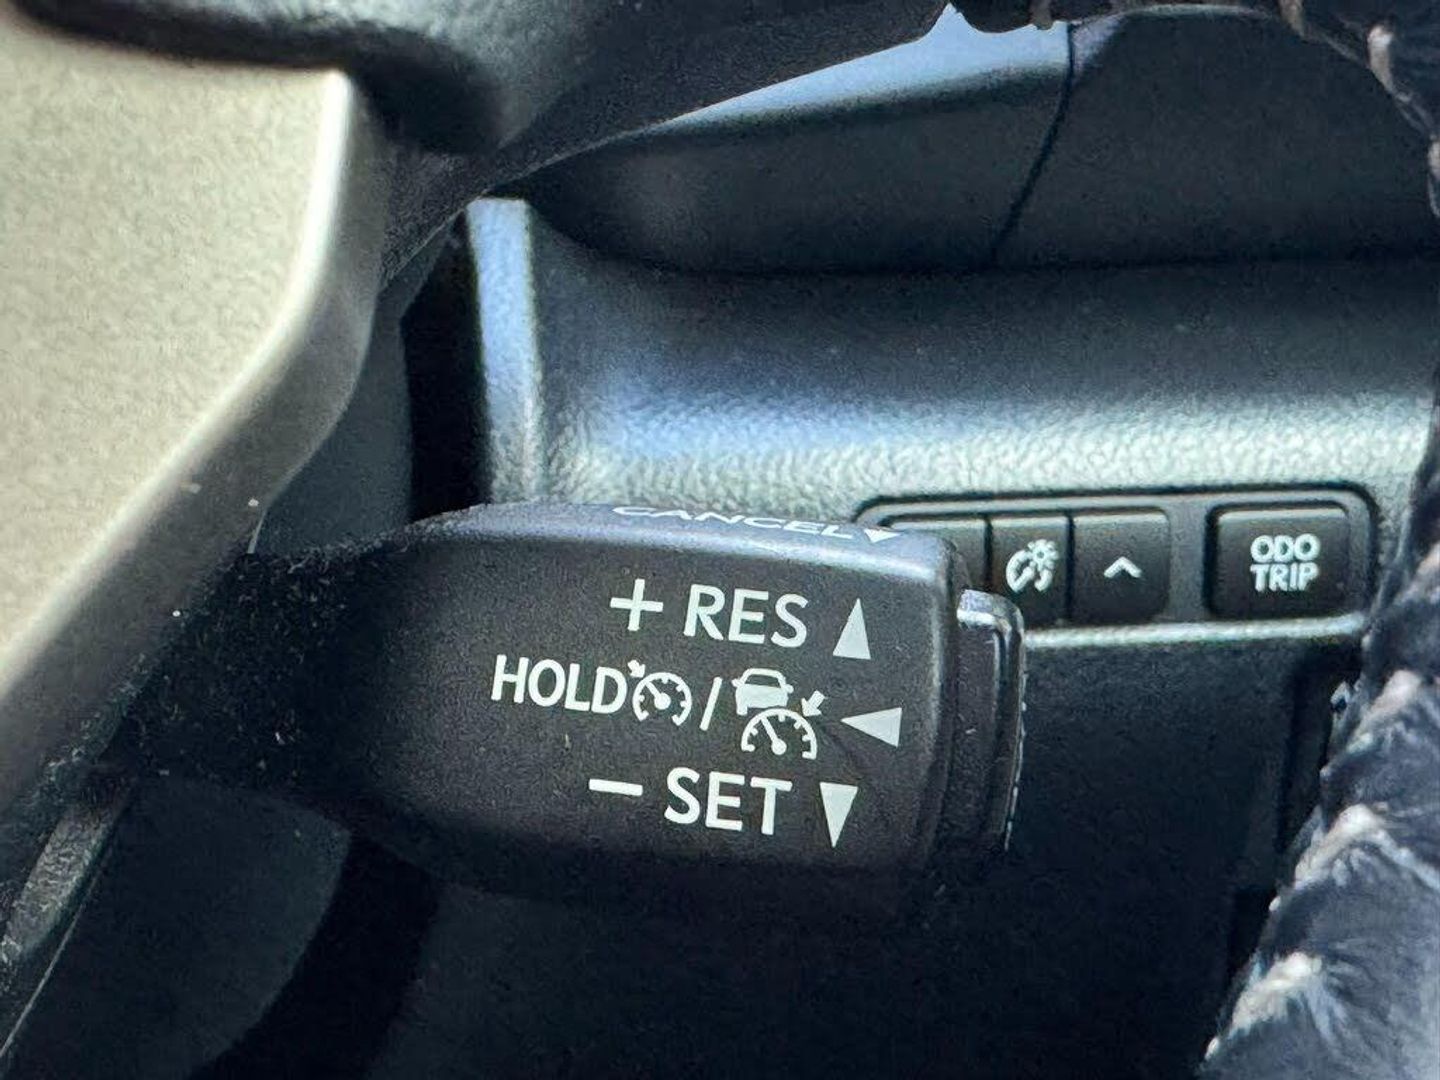 CANCEL
+ RES
HOLD /
- SET
ODO
TRIP